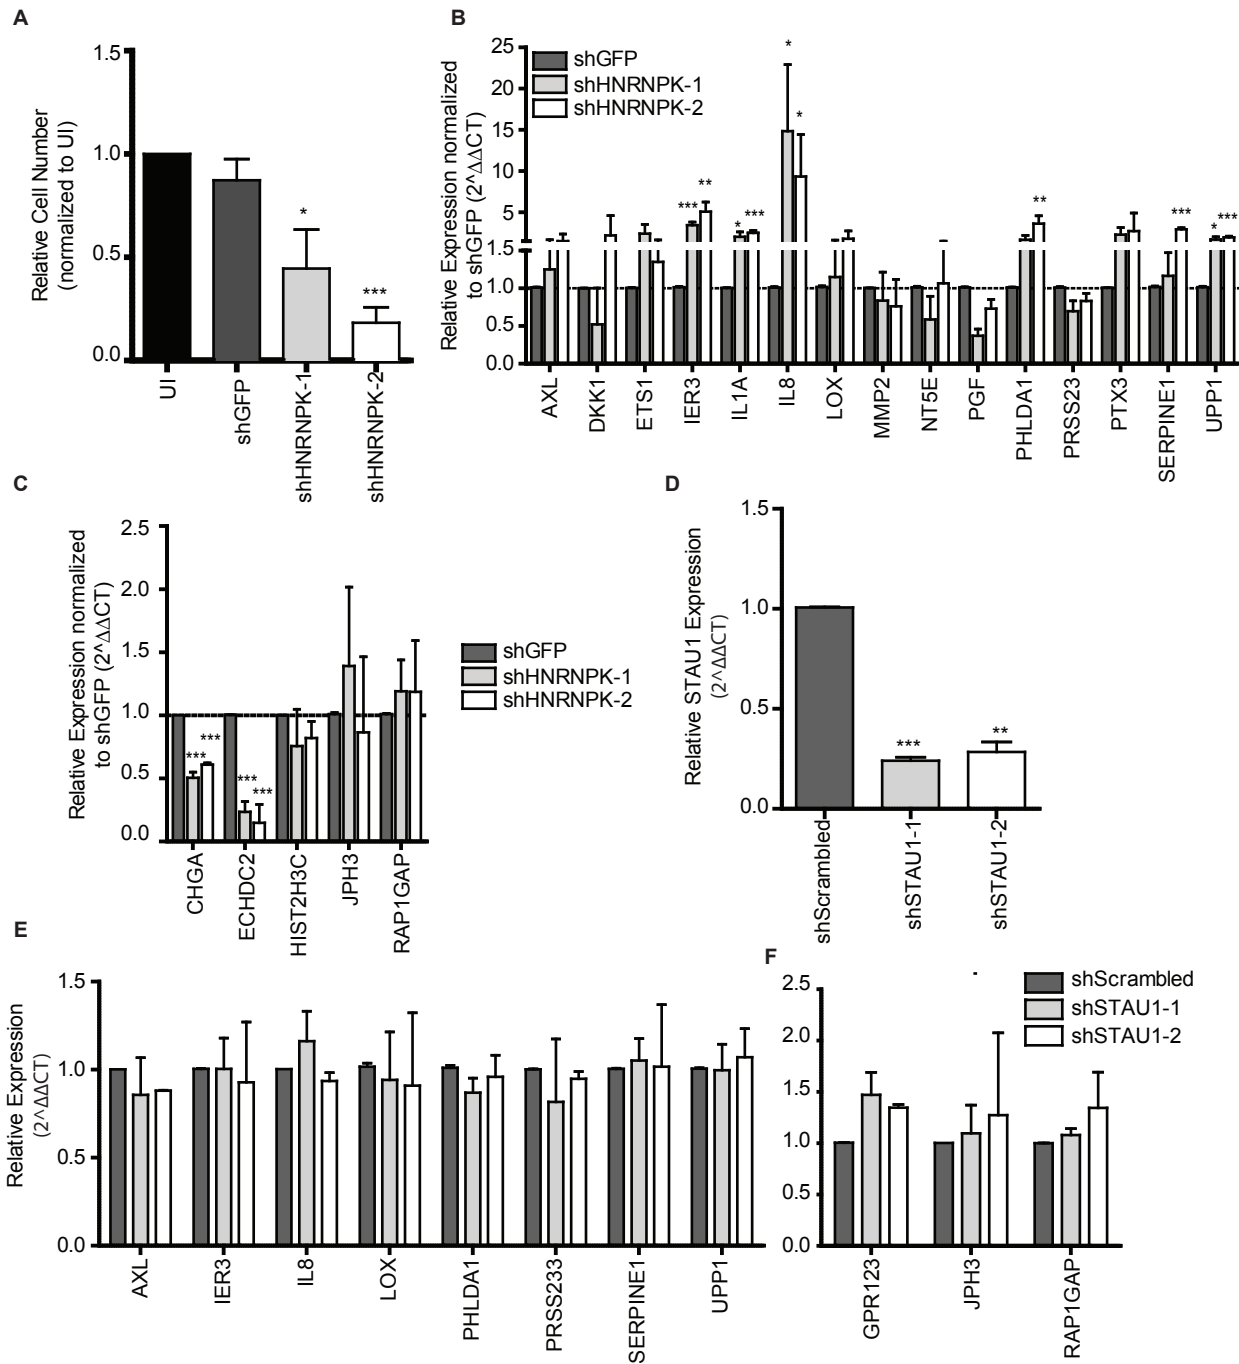 A
1.5
1.0
0.5
0.0
Relative Cell Number
(normalized to UI)
*
***
UI
shGFP
shHNRNPK-1
shHNRNPK-2
B
25
20
15
10
5
1.5
1.0
0.5
0.0
Relative Expression normalized
to shGFP (2^ΔΔCT)
shGFP
shHNRNPK-1
shHNRNPK-2
***
**
*
***
*
*
**
***
*
***
AXL
DKK1
ETS1
IER3
IL1A
IL8
LOX
MMP2
NT5E
PGF
PHLDA1
PRSS23
PTX3
SERPINE1
UPP1
C
2.5
2.0
1.5
1.0
0.5
0.0
Relative Expression normalized
to shGFP (2^ΔΔCT)
***
***
***
***
CHGA
ECHDC2
HIST2H3C
JPH3
RAP1GAP
shGFP
shHNRNPK-1
shHNRNPK-2
D
1.5
1.0
0.5
0.0
Relative STAU1 Expression
(2^ΔΔCT)
***
**
shScrambled
shSTAU1-1
shSTAU1-2
E
1.5
1.0
0.5
0.0
Relative Expression
(2^ΔΔCT)
AXL
IER3
IL8
LOX
PHLDA1
PRSS233
SERPINE1
UPP1
F
2.5
2.0
1.5
1.0
0.5
0.0
shScrambled
shSTAU1-1
shSTAU1-2
GPR123
JPH3
RAP1GAP